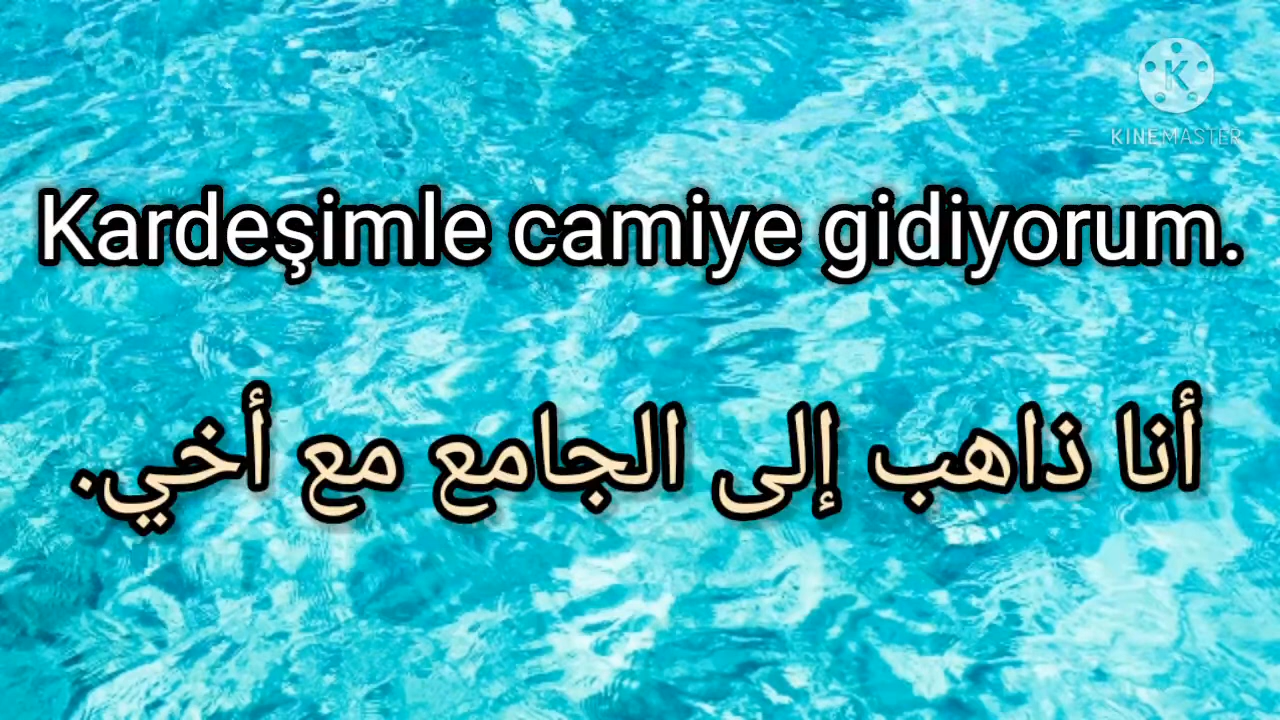 KINEMASTER
Kardeşimle camiye gidiyorum.
أنا ذاهب إلى الجامع مع أخي.